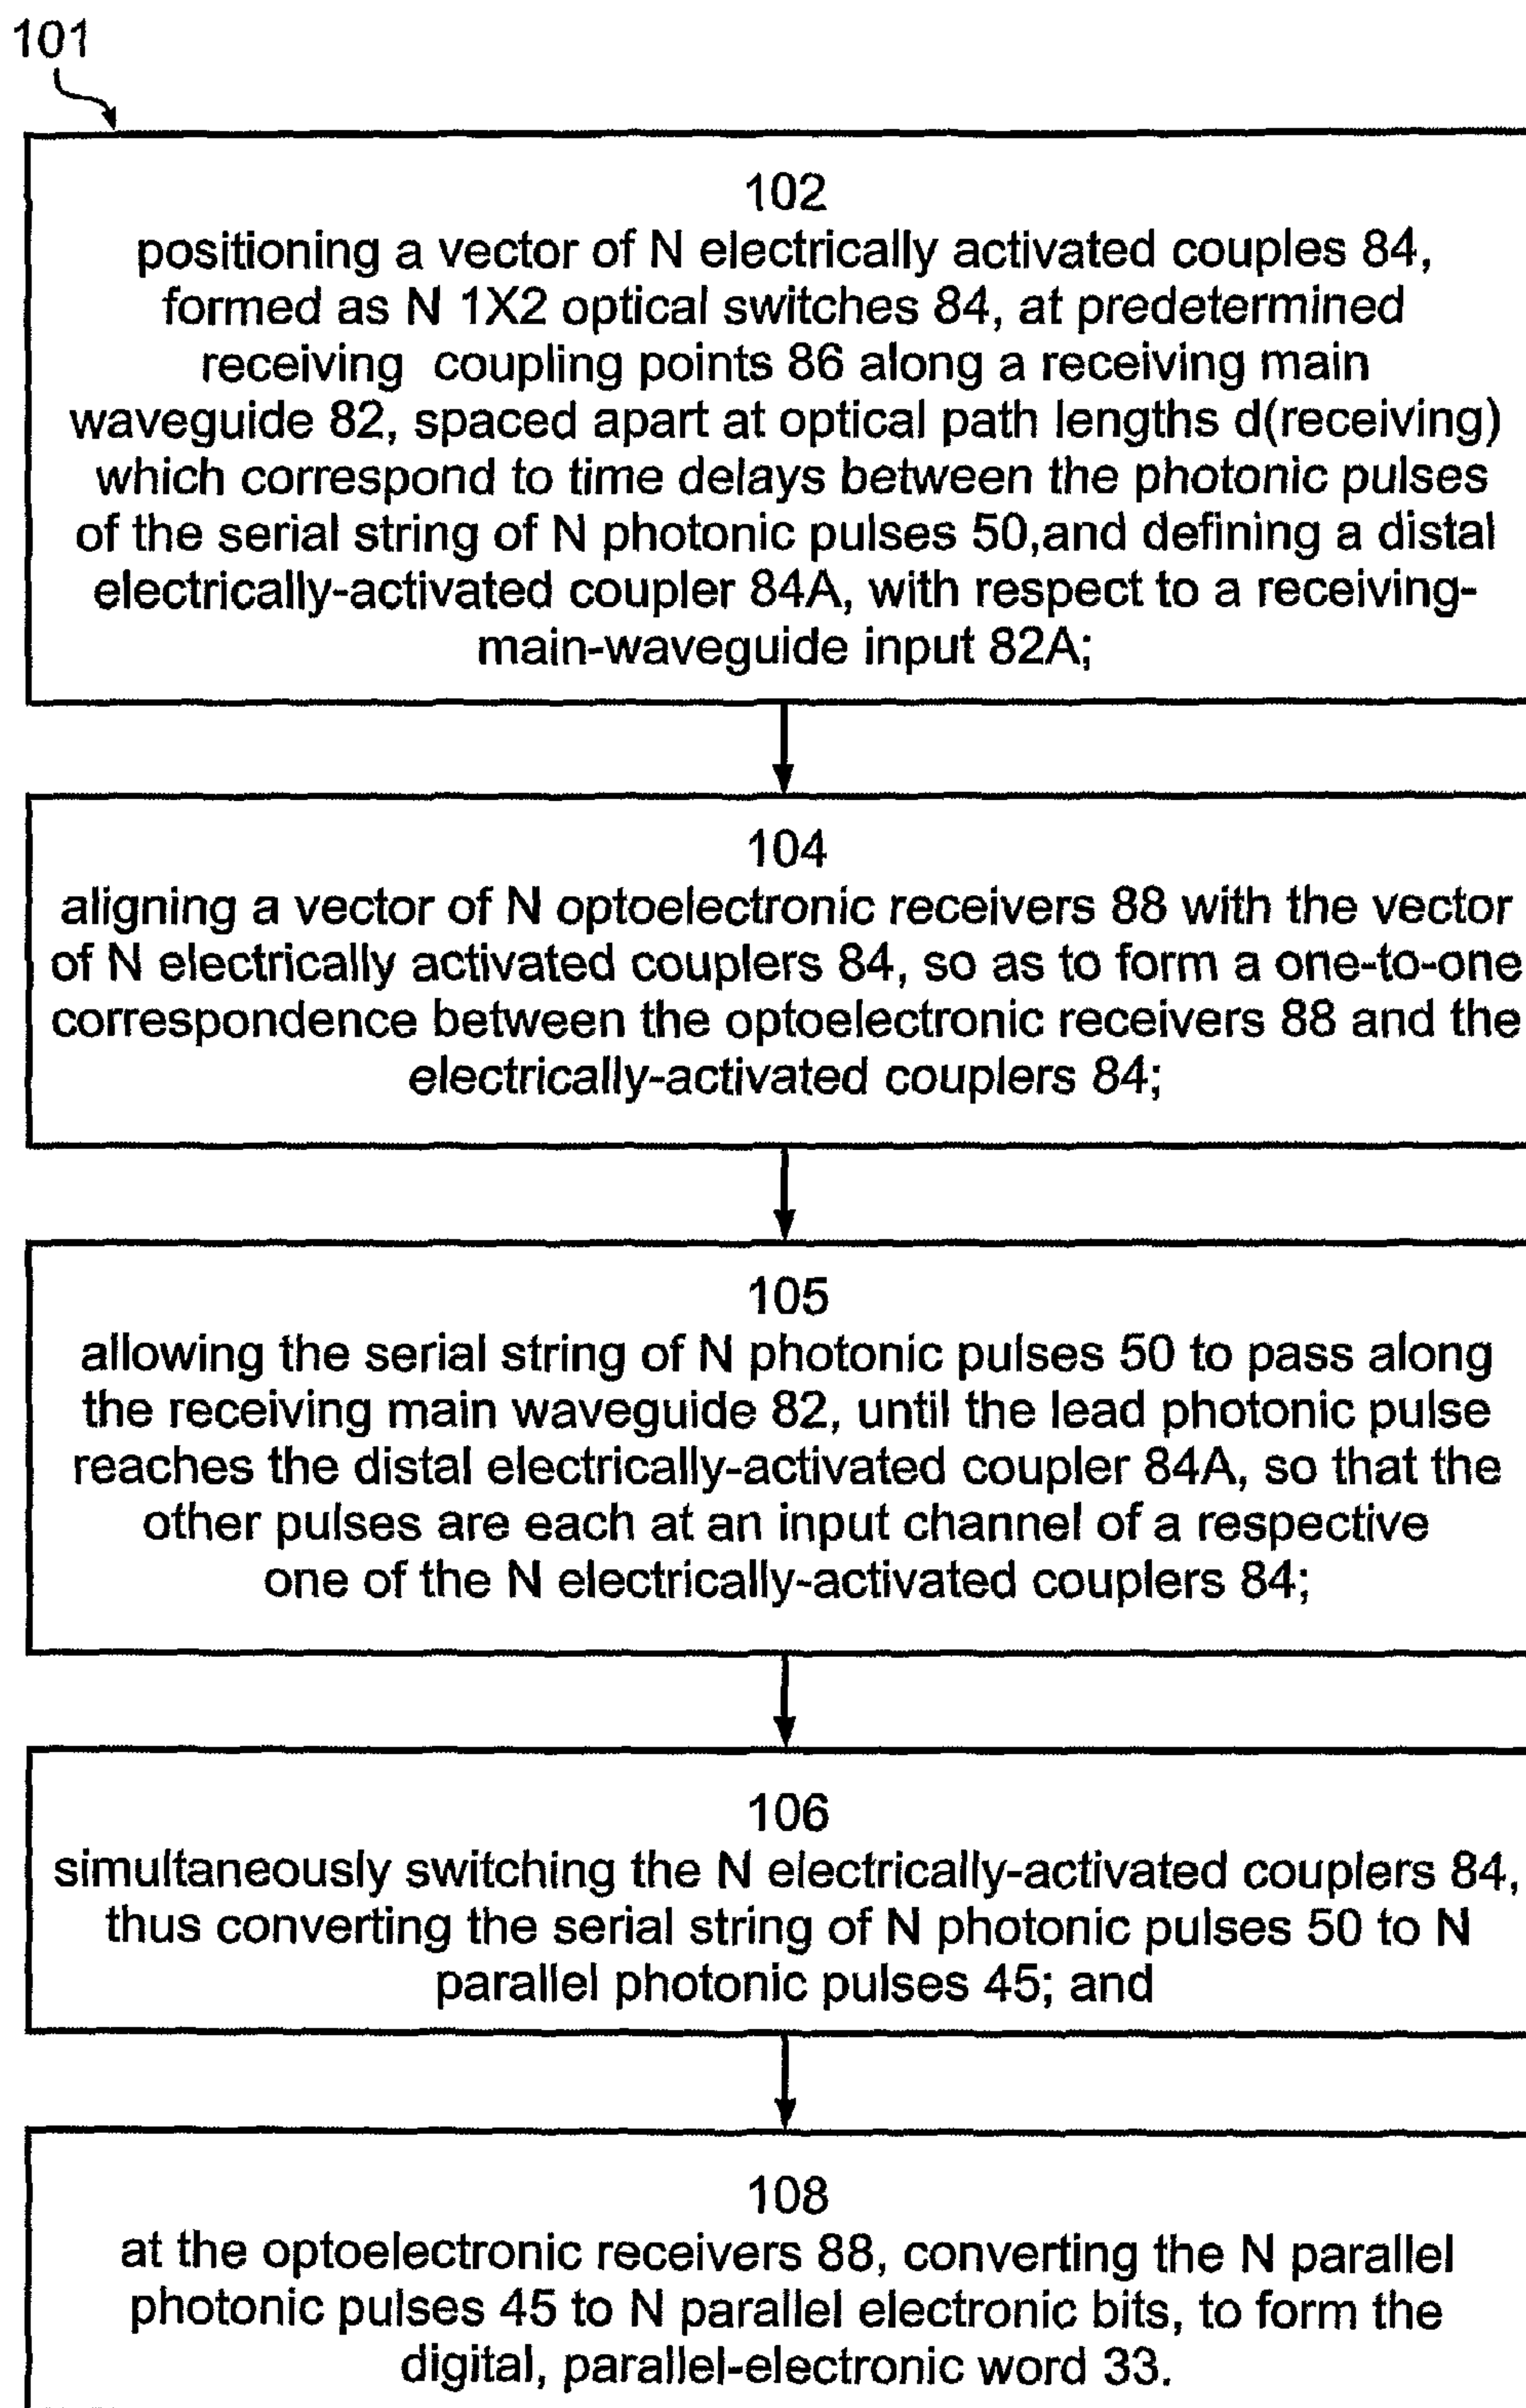 101
102
positioning a vector of N electrically activated couples 84,
formed as N 1X2 optical switches 84, at predetermined
receiving coupling points 86 along a receiving main
waveguide 82, spaced apart at optical path lengths d(receiving)
which correspond to time delays between the photonic pulses
of the serial string of N photonic pulses 50,and defining a distal
electrically-activated coupler 84A, with respect to a receiving-
main-waveguide input 82A;
104
aligning a vector of N optoelectronic receivers 88 with the vector
of N electrically activated couplers 84, so as to form a one-to-one
correspondence between the optoelectronic receivers 88 and the
electrically-activated couplers 84;
105
allowing the serial string of N photonic pulses 50 to pass along
the receiving main waveguide 82, until the lead photonic pulse
reaches the distal electrically-activated coupler 84A, so that the
other pulses are each at an input channel of a respective
one of the N electrically-activated couplers 84;
106
simultaneously switching the N electrically-activated couplers 84,
thus converting the serial string of N photonic pulses 50 to N
parallel photonic pulses 45; and
108
at the optoelectronic receivers 88, converting the N parallel
photonic pulses 45 to N parallel electronic bits, to form the
digital, parallel-electronic word 33.